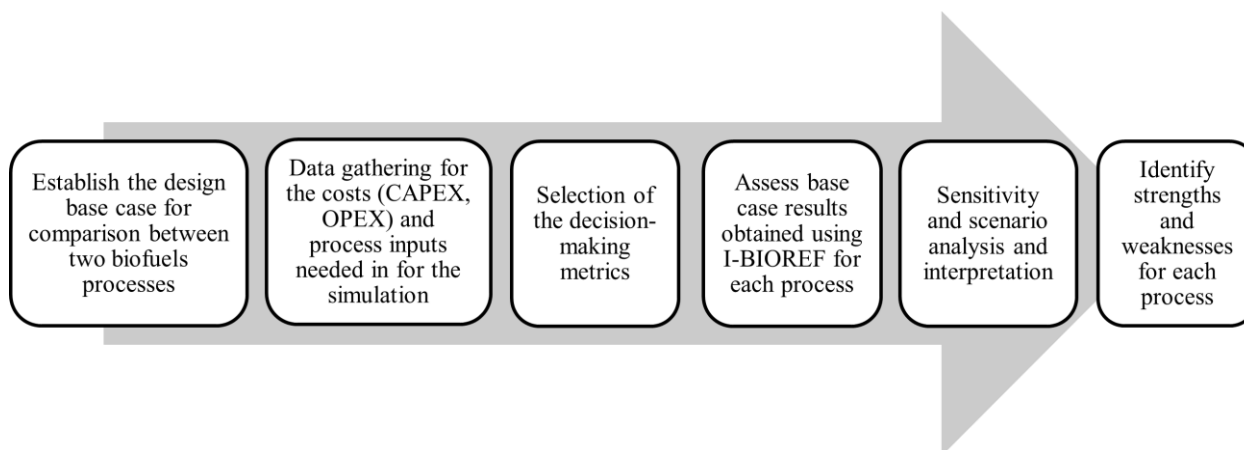 Establish the design
base case for
comparison between
two biofuels
processes
Data gathering for
the costs (CAPEX,
OPEX) and
process inputs
needed in for the
simulation
Selection of
the decision-
making
metrics
Assess base
case results
obtained using
I-BIOREF for
each process
Sensitivity
and scenario
analysis and
interpretation
Identify
strengths
and
weaknesses
for each
process